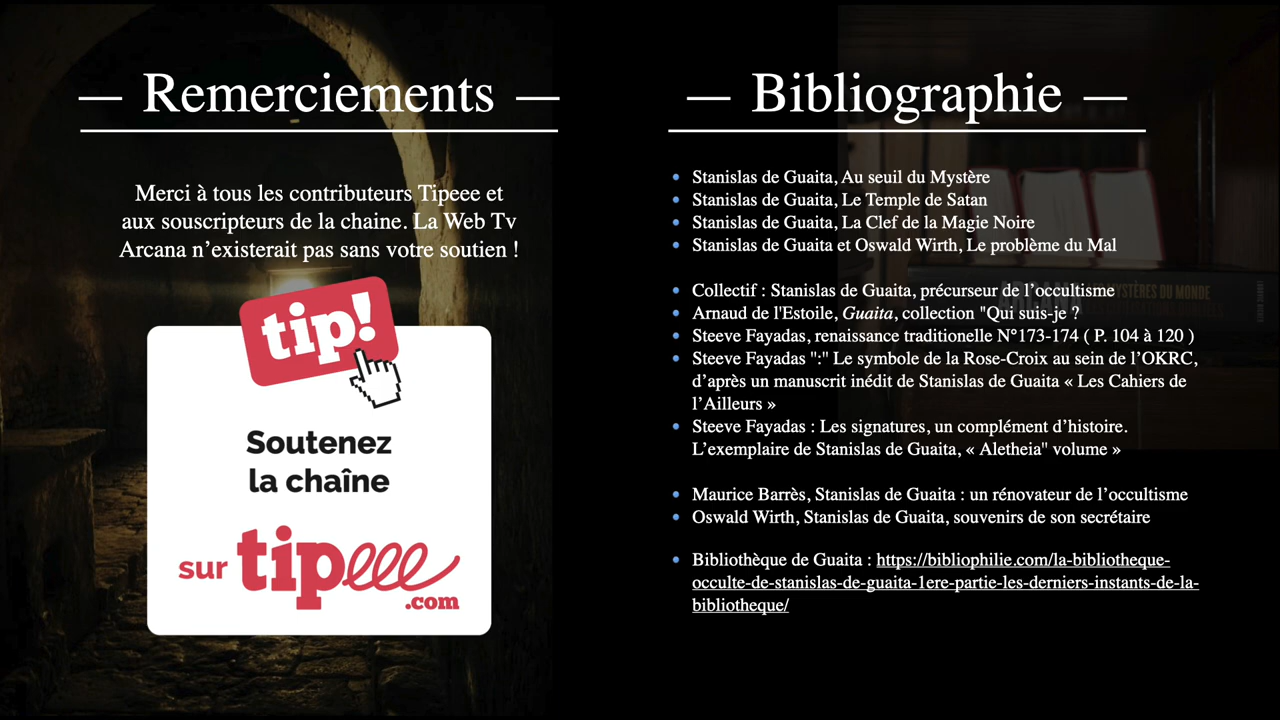 — Remerciements —
Merci à tous les contributeurs Tipeee et
aux souscripteurs de la chaine. La Web Tv
Arcana n’existerait pas sans votre soutien !
tip!
Soutenez
la chaîne
sur tipeee
.com
— Bibliographie —
• Stanislas de Guaita, Au seuil du Mystère
• Stanislas de Guaita, Le Temple de Satan
• Stanislas de Guaita, La Clef de la Magie Noire
• Stanislas de Guaita et Oswald Wirth, Le problème du Mal
• Collectif : Stanislas de Guaita, précurseur de l’occultisme
• Arnaud de l'Estoile, Guaita, collection "Qui suis-je ?
• Steeve Fayadas, renaissance traditionelle N°173-174 ( P. 104 à 120 )
• Steeve Fayadas ":" Le symbole de la Rose-Croix au sein de l’OKRC,
d’après un manuscrit inédit de Stanislas de Guaita « Les Cahiers de
l’Ailleurs »
• Steeve Fayadas : Les signatures, un complément d’histoire.
L’exemplaire de Stanislas de Guaita, « Aletheia" volume »
• Maurice Barrès, Stanislas de Guaita : un rénovateur de l’occultisme
• Oswald Wirth, Stanislas de Guaita, souvenirs de son secrétaire
• Bibliothèque de Guaita : https://bibliophilie.com/la-bibliotheque-
occulte-de-stanislas-de-guaita-1ere-partie-les-derniers-instants-de-la-
bibliotheque/
ARCANA
MYSTÈRES DU MONDE